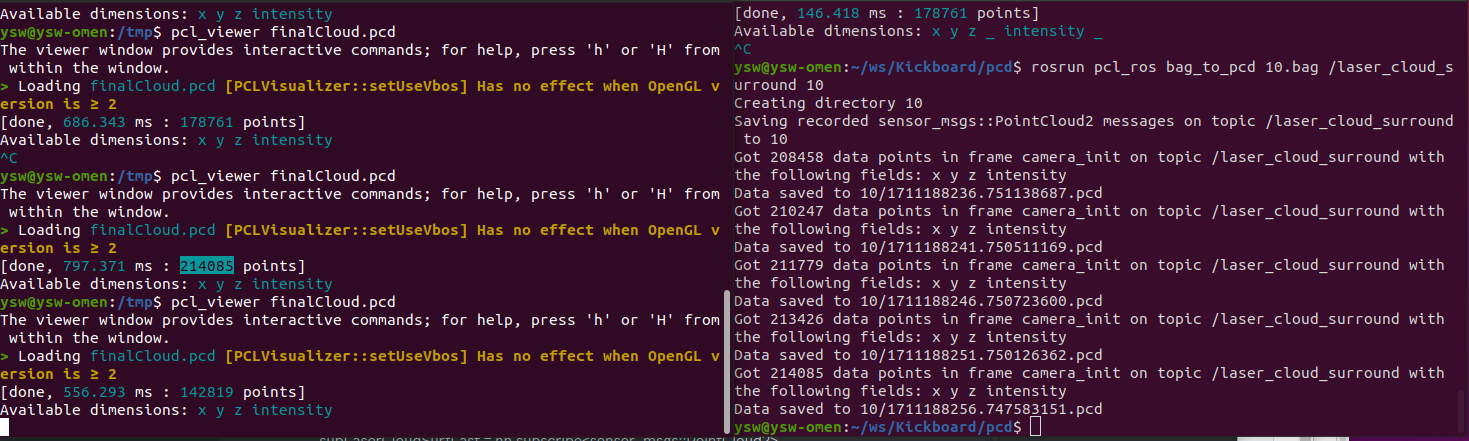 Available dimensions: x y z intensity
ysw@ysw-omen:/tmp$ pcl_viewer finalCloud.pcd
The viewer window provides interactive commands; for help, press 'h' or 'H' from
 within the window.
> Loading finalCloud.pcd [PCLVisualizer::setUseVbos] Has no effect when OpenGL v
ersion is ≥ 2
[done, 686.343 ms : 178761 points]
Available dimensions: x y z intensity
^C
ysw@ysw-omen:/tmp$ pcl_viewer finalCloud.pcd
The viewer window provides interactive commands; for help, press 'h' or 'H' from
 within the window.
> Loading finalCloud.pcd [PCLVisualizer::setUseVbos] Has no effect when OpenGL v
ersion is ≥ 2
[done, 797.371 ms : 214085 points]
Available dimensions: x y z intensity
ysw@ysw-omen:/tmp$ pcl_viewer finalCloud.pcd
The viewer window provides interactive commands; for help, press 'h' or 'H' from
 within the window.
> Loading finalCloud.pcd [PCLVisualizer::setUseVbos] Has no effect when OpenGL v
ersion is ≥ 2
[done, 556.293 ms : 142819 points]
Available dimensions: x y z intensity
[done, 146.418 ms : 178761 points]
Available dimensions: x y z _ intensity _
^C
ysw@ysw-omen:~/ws/Kickboard/pcd$ rosrun pcl_ros bag_to_pcd 10.bag /laser_cloud_s
urround 10
Creating directory 10
Saving recorded sensor_msgs::PointCloud2 messages on topic /laser_cloud_surround
 to 10
Got 208458 data points in frame camera_init on topic /laser_cloud_surround with
the following fields: x y z intensity
Data saved to 10/1711188236.751138687.pcd
Got 210247 data points in frame camera_init on topic /laser_cloud_surround with
the following fields: x y z intensity
Data saved to 10/1711188241.750511169.pcd
Got 211779 data points in frame camera_init on topic /laser_cloud_surround with
the following fields: x y z intensity
Data saved to 10/1711188246.750723600.pcd
Got 213426 data points in frame camera_init on topic /laser_cloud_surround with
the following fields: x y z intensity
Data saved to 10/1711188251.750126362.pcd
Got 214085 data points in frame camera_init on topic /laser_cloud_surround with
the following fields: x y z intensity
Data saved to 10/1711188256.747583151.pcd
ysw@ysw-omen:~/ws/Kickboard/pcd$